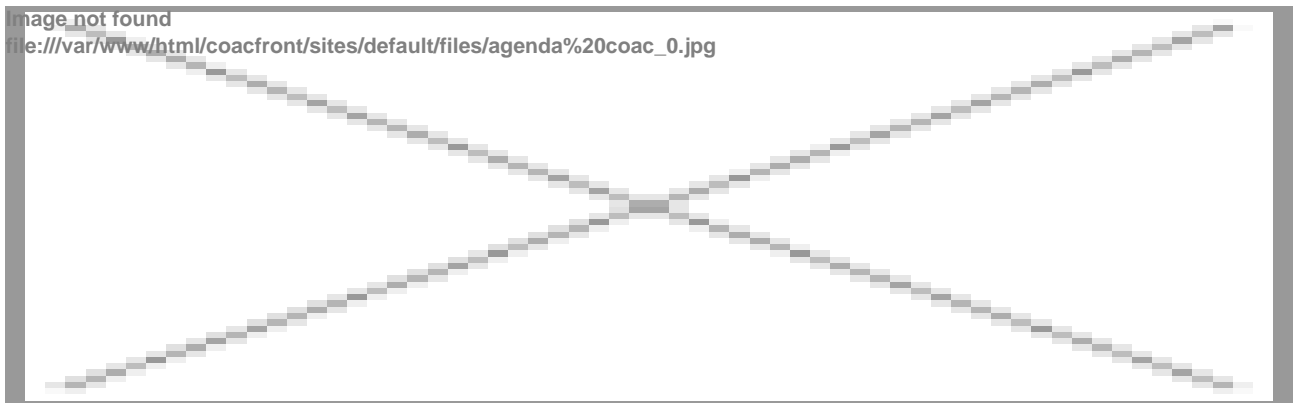 Image not found
file:///var/www/html/coacfront/sites/default/files/agenda%20coac_0.jpg